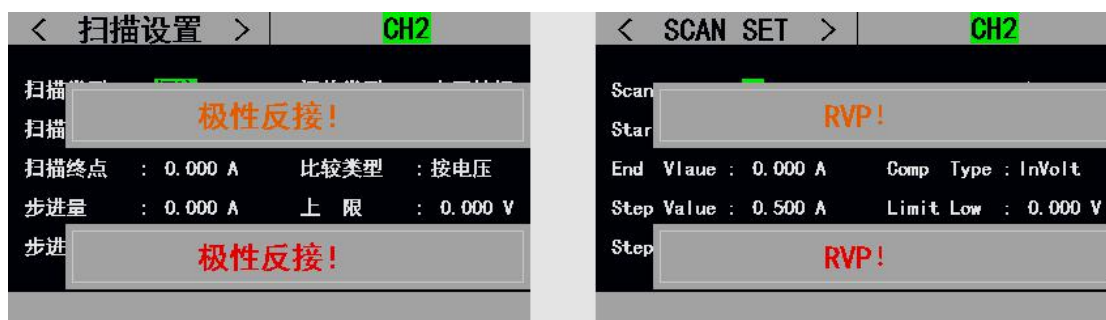 < 扫描设置 > CH2
扫描
极性反接!
扫描
扫描终点 : 0.000 A 比较类型 : 按电压
步进量 : 0.000 A 上 限 : 0.000 V
步进
极性反接!
< SCAN SET > CH2
Scan
RVP!
Star
End Vlaue : 0.000 A Comp Type : InVolt
Step Value : 0.500 A Limit Low : 0.000 V
Step
RVP!